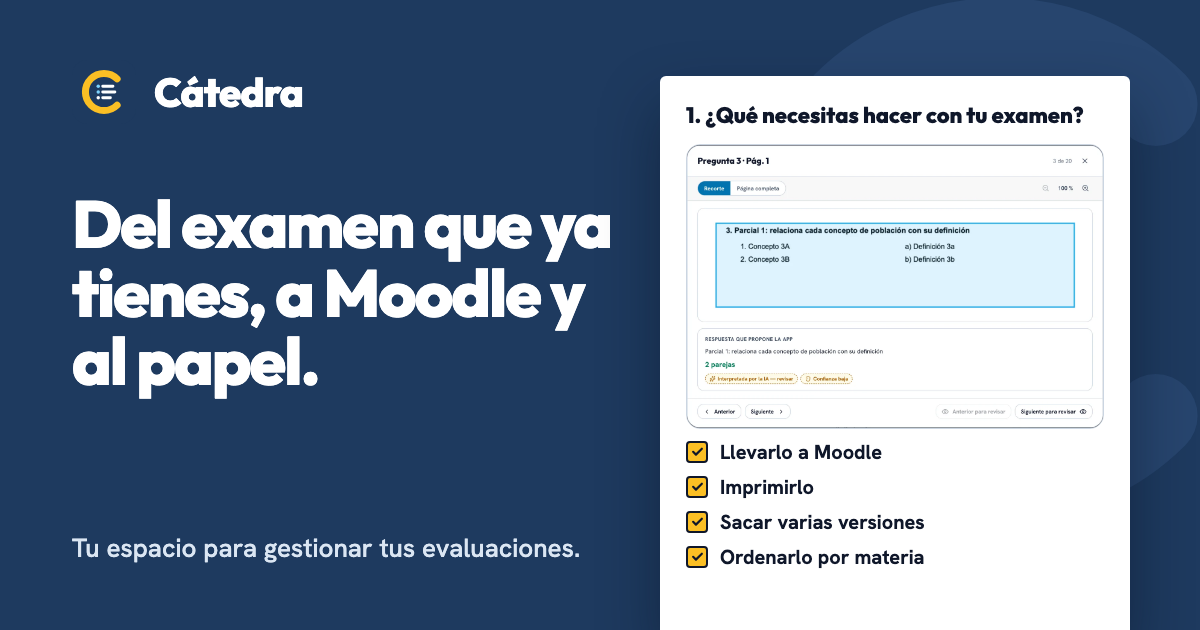 Cátedra
Del examen que ya
tienes, a Moodle y
al papel.
Tu espacio para gestionar tus evaluaciones.
1. ¿Qué necesitas hacer con tu examen?
Pregunta 3 · Pág. 1
3 de 20
Recorte
Página completa
100 %
3. Parcial 1: relaciona cada concepto de población con su definición
1. Concepto 3A
a) Definición 3a
2. Concepto 3B
b) Definición 3b
RESPUESTA QUE PROPONE LA APP
Parcial 1: relaciona cada concepto de población con su definición
2 parejas
Interpretada por la IA — revisar
Confianza baja
Anterior
Siguiente
Anterior para revisar
Siguiente para revisar
Llevarlo a Moodle
Imprimirlo
Sacar varias versiones
Ordenarlo por materia